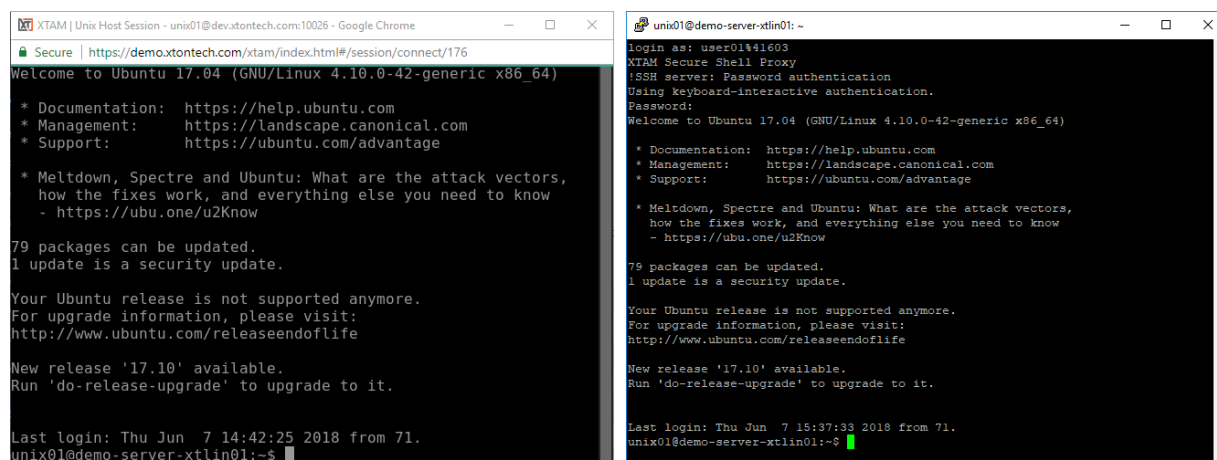 XTAM | Unix Host Session - unix01@dev.xtontech.com:10026 - Google Chrome
Secure | https://demo.xtontech.com/xtam/index.html#/session/connect/176
Welcome to Ubuntu 17.04 (GNU/Linux 4.10.0-42-generic x86_64)
* Documentation: https://help.ubuntu.com
* Management: https://landscape.canonical.com
* Support: https://ubuntu.com/advantage
* Meltdown, Spectre and Ubuntu: What are the attack vectors,
how the fixes work, and everything else you need to know
- https://ubu.one/u2Know
79 packages can be updated.
1 update is a security update.
Your Ubuntu release is not supported anymore.
For upgrade information, please visit:
http://www.ubuntu.com/releaseendoflife
New release '17.10' available.
Run 'do-release-upgrade' to upgrade to it.
Last login: Thu Jun 7 14:42:25 2018 from 71.
unix01@demo-server-xtlin01:~$
unix01@demo-server-xtlin01: ~
login as: user01%41603
XTAM Secure Shell Proxy
!SSH server: Password authentication
Using keyboard-interactive authentication.
Password:
Welcome to Ubuntu 17.04 (GNU/Linux 4.10.0-42-generic x86_64)
* Documentation: https://help.ubuntu.com
* Management: https://landscape.canonical.com
* Support: https://ubuntu.com/advantage
* Meltdown, Spectre and Ubuntu: What are the attack vectors,
how the fixes work, and everything else you need to know
- https://ubu.one/u2Know
79 packages can be updated.
1 update is a security update.
Your Ubuntu release is not supported anymore.
For upgrade information, please visit:
http://www.ubuntu.com/releaseendoflife
New release '17.10' available.
Run 'do-release-upgrade' to upgrade to it.
Last login: Thu Jun 7 15:37:33 2018 from 71.
unix01@demo-server-xtlin01:~$